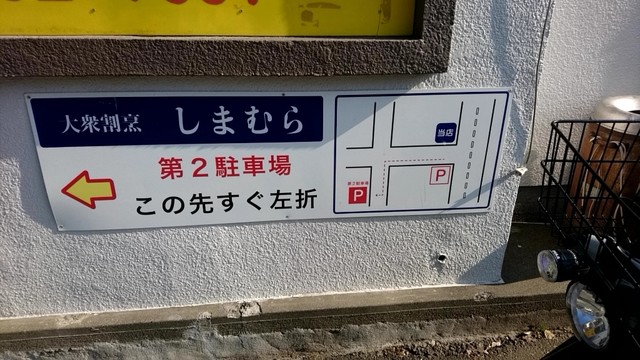 大衆割烹 しまむら
第2駐車場
この先すぐ左折
当店
P
第2駐車場
P